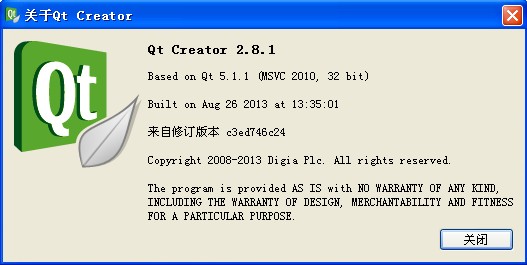 关于Qt Creator
Qt
Qt Creator 2.8.1
Based on Qt 5.1.1 (MSVC 2010, 32 bit)
Built on Aug 26 2013 at 13:35:01
来自修订版本 c3ed746c24
Copyright 2008-2013 Digia Plc. All rights reserved.
The program is provided AS IS with NO WARRANTY OF ANY KIND,
INCLUDING THE WARRANTY OF DESIGN, MERCHANTABILITY AND FITNESS
FOR A PARTICULAR PURPOSE.
关闭